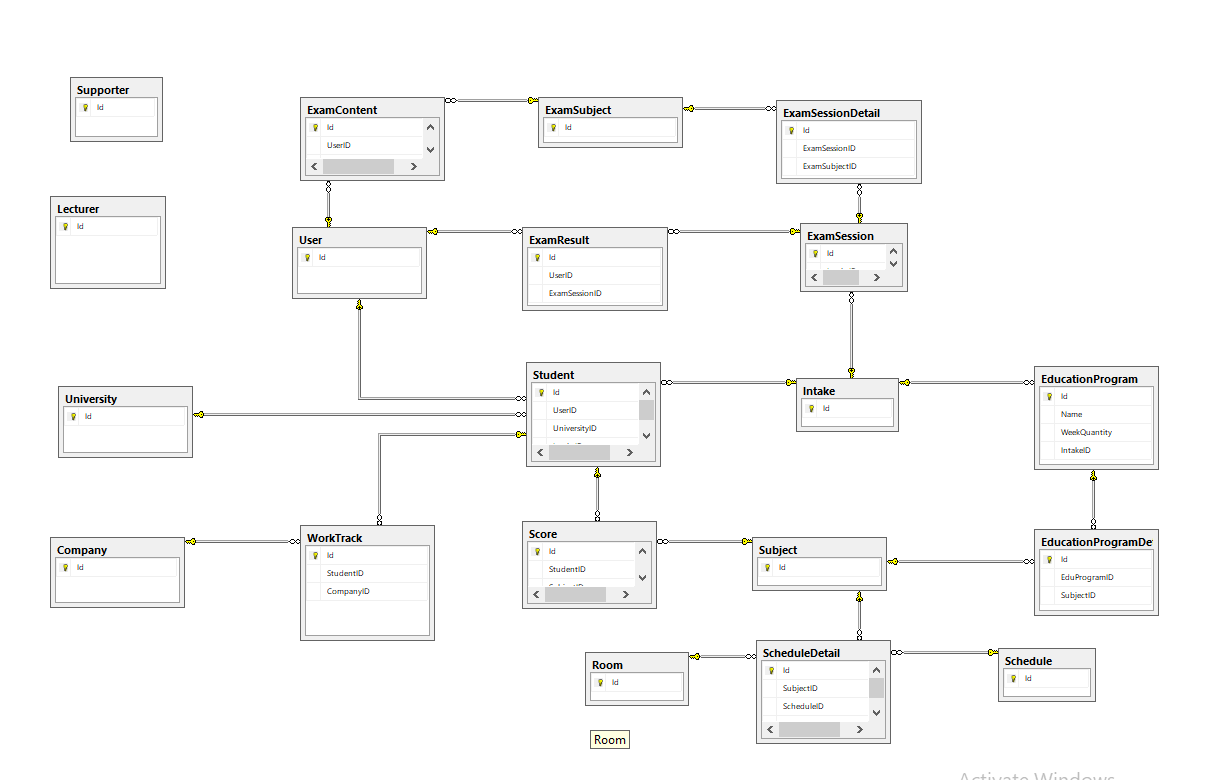 Supporter
Id
ExamContent
Id
UserID
ExamSubject
Id
ExamSessionDetail
Id
ExamSessionID
ExamSubjectID
Lecturer
Id
User
Id
ExamResult
Id
UserID
ExamSessionID
ExamSession
Id
University
Id
Student
Id
UserID
UniversityID
Intake
Id
EducationProgram
Id
Name
WeekQuantity
IntakeID
Company
Id
WorkTrack
Id
StudentID
CompanyID
Score
Id
StudentID
SubjectID
Subject
Id
EducationProgramDe
Id
EduProgramID
SubjectID
Room
Id
ScheduleDetail
Id
SubjectID
ScheduleID
Schedule
Id
Room
Activate Windows